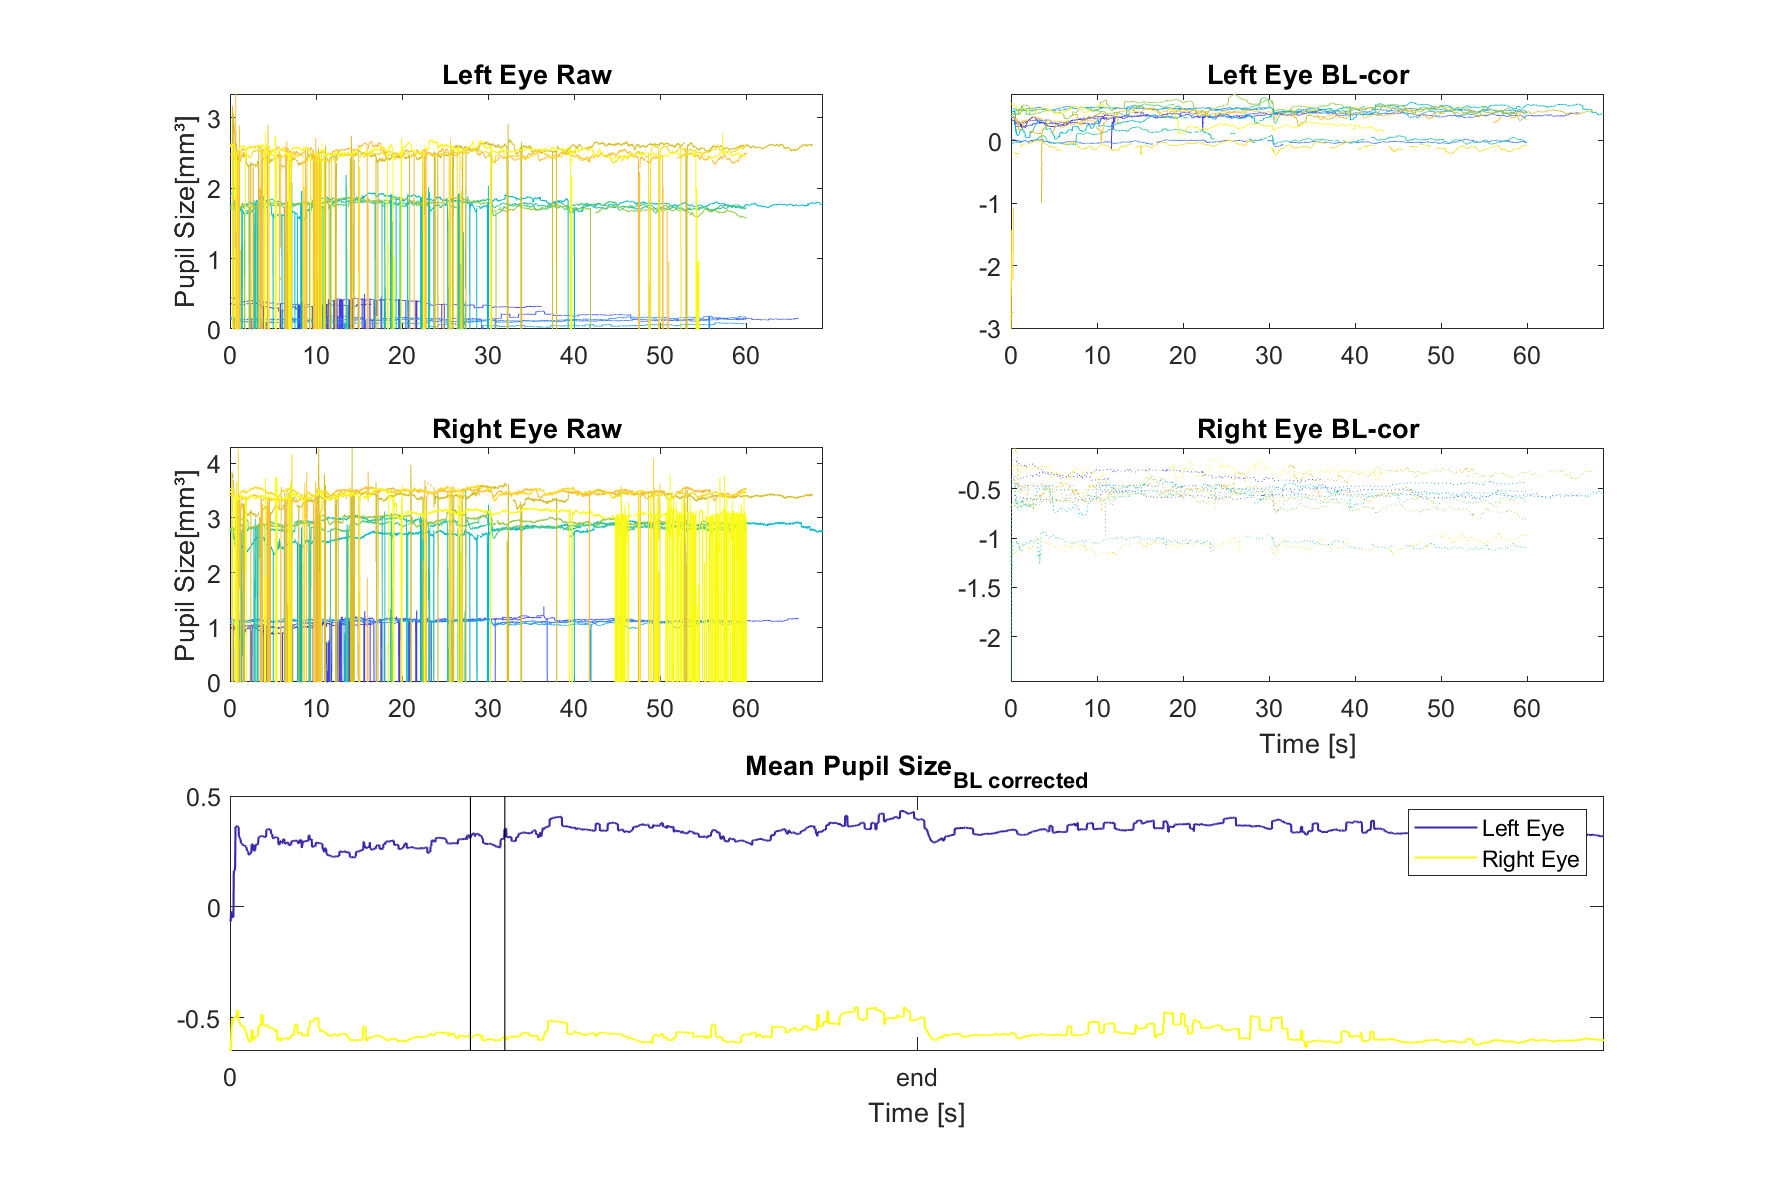 Left Eye Raw
Left Eye BL-cor
Pupil Size[mm³]
3
2
1
0
0 10 20 30 40 50 60
0
-1
-2
-3
0 10 20 30 40 50 60
Right Eye Raw
Right Eye BL-cor
Pupil Size[mm³]
4
3
2
1
0
0 10 20 30 40 50 60
-0.5
-1
-1.5
-2
0 10 20 30 40 50 60
Time [s]
Mean Pupil Size BL corrected
0.5
0
-0.5
Left Eye
Right Eye
0 end
Time [s]